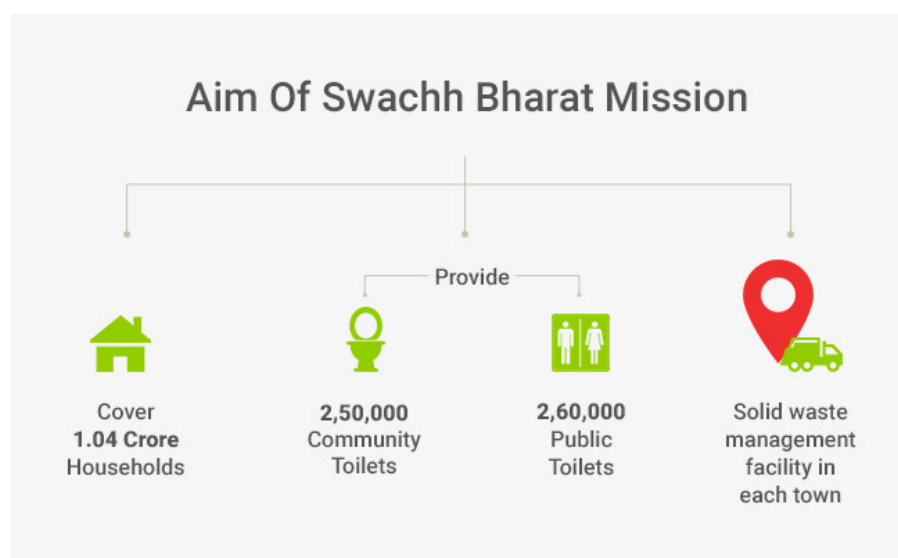 Aim Of Swachh Bharat Mission
Provide
Cover
1.04 Crore
Households
2,50,000
Community
Toilets
2,60,000
Public
Toilets
Solid waste
management
facility in
each town